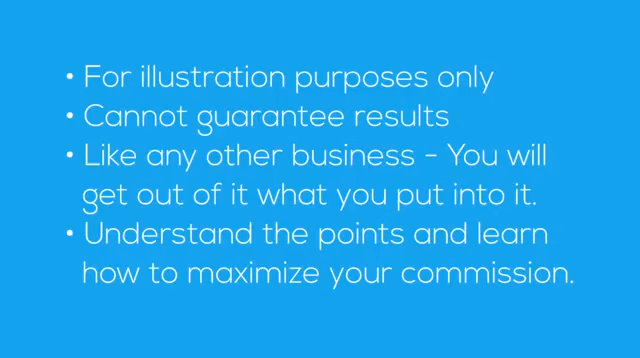 • For illustration purposes only
• Cannot guarantee results
• Like any other business - You will
get out of it what you put into it.
• Understand the points and learn
how to maximize your commission.